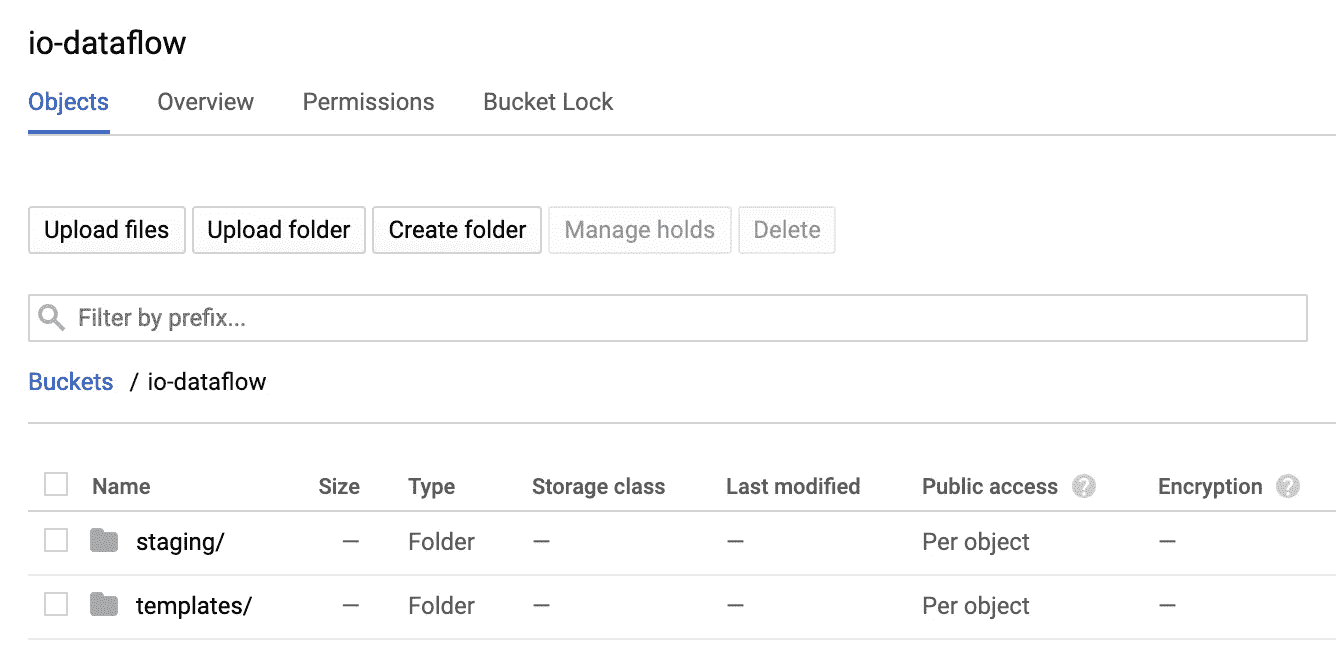 io-dataflow
Objects Overview Permissions Bucket Lock
Upload files Upload folder Create folder Manage holds Delete
Filter by prefix...
Buckets / io-dataflow
Name Size Type Storage class Last modified Public access ? Encryption ?
staging/ — Folder — — Per object —
templates/ — Folder — — Per object —